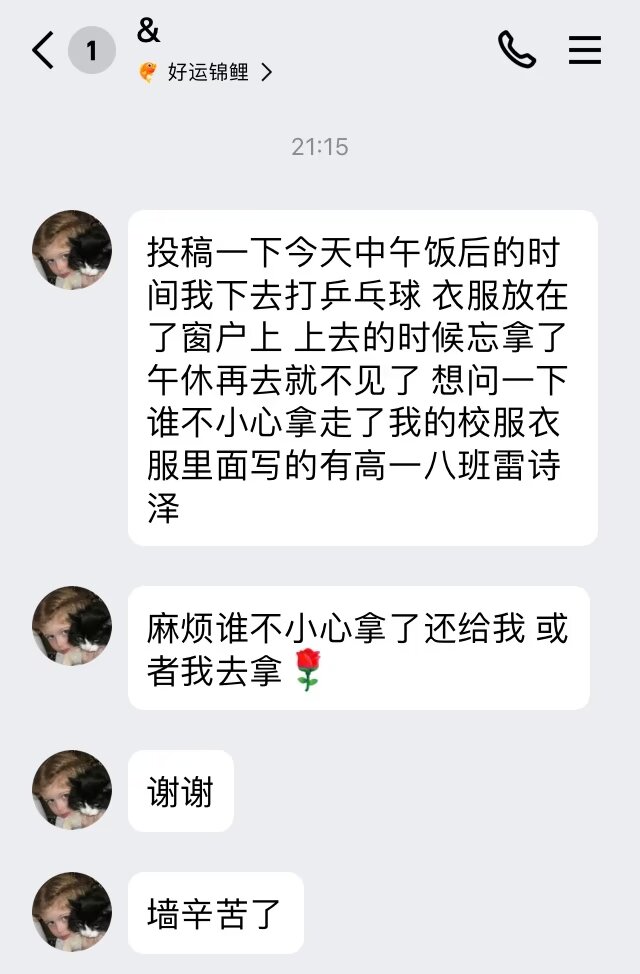 1
&
好运锦鲤
21:15
投稿一下今天中午饭后的时
间我下去打乒乓球 衣服放在
了窗户上 上去的时候忘拿了
午休再去就不见了 想问一下
谁不小心拿走了我的校服衣
服里面写的有高一八班雷诗
泽
麻烦谁不小心拿了还给我 或
者我去拿🌹
谢谢
墙辛苦了